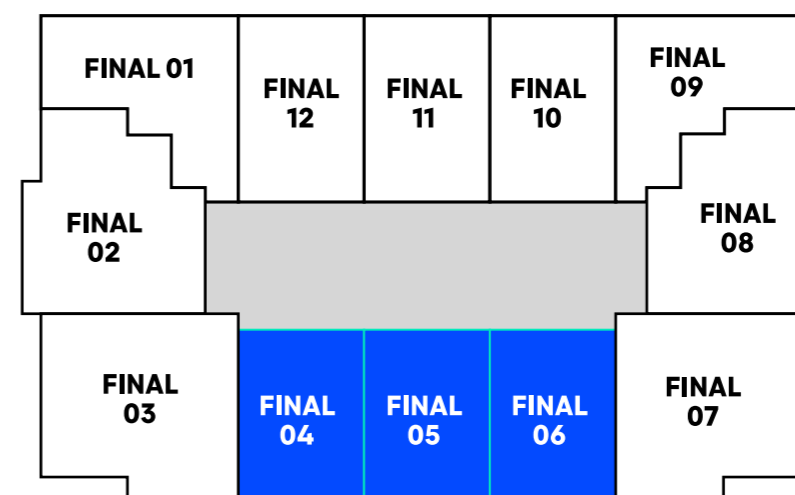 FINAL 01
FINAL
12
FINAL
11
FINAL
10
FINAL
09
FINAL
02
FINAL
08
FINAL
03
FINAL
04
FINAL
05
FINAL
06
FINAL
07